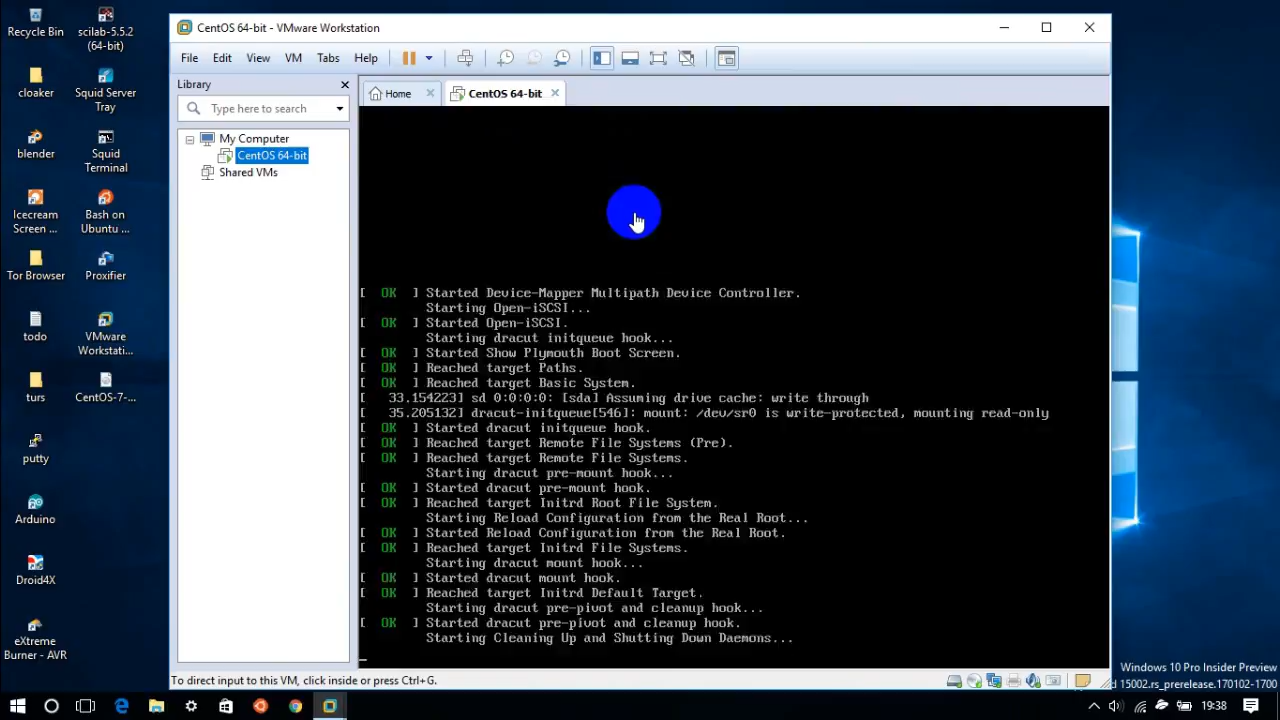 Recycle Bin
scilab-5.5.2
(64-bit)
cloaker
Squid Server
Tray
blender
Squid
Terminal
Icecream
Screen ...
Bash on
Ubuntu ...
Tor Browser
Proxifier
todo
VMware
Workstati...
turs
CentOS-7-...
putty
Arduino
Droid4X
eXtreme
Burner - AVR
CentOS 64-bit - VMware Workstation
File Edit View VM Tabs Help
Library
Type here to search
My Computer
CentOS 64-bit
Shared VMs
Home
CentOS 64-bit
[ OK ] Started Device-Mapper Multipath Device Controller.
Starting Open-iSCSI...
[ OK ] Started Open-iSCSI.
Starting dracut initqueue hook...
[ OK ] Started Show Plymouth Boot Screen.
[ OK ] Reached target Paths.
[ OK ] Reached target Basic System.
[ 33.154223] sd 0:0:0:0: [sda] Assuming drive cache: write through
[ 35.205132] dracut-initqueue[546]: mount: /dev/sr0 is write-protected, mounting read-only
[ OK ] Started dracut initqueue hook.
[ OK ] Reached target Remote File Systems (Pre).
[ OK ] Reached target Remote File Systems.
Starting dracut pre-mount hook...
[ OK ] Started dracut pre-mount hook.
[ OK ] Reached target Initrd Root File System.
Starting Reload Configuration from the Real Root...
[ OK ] Started Reload Configuration from the Real Root.
[ OK ] Reached target Initrd File Systems.
Starting dracut mount hook...
[ OK ] Started dracut mount hook.
[ OK ] Reached target Initrd Default Target.
Starting dracut pre-pivot and cleanup hook...
[ OK ] Started dracut pre-pivot and cleanup hook.
Starting Cleaning Up and Shutting Down Daemons...
To direct input to this VM, click inside or press Ctrl+G.
Windows 10 Pro Insider Preview
d 15002.rs_prerelease.170102-1700
19:38